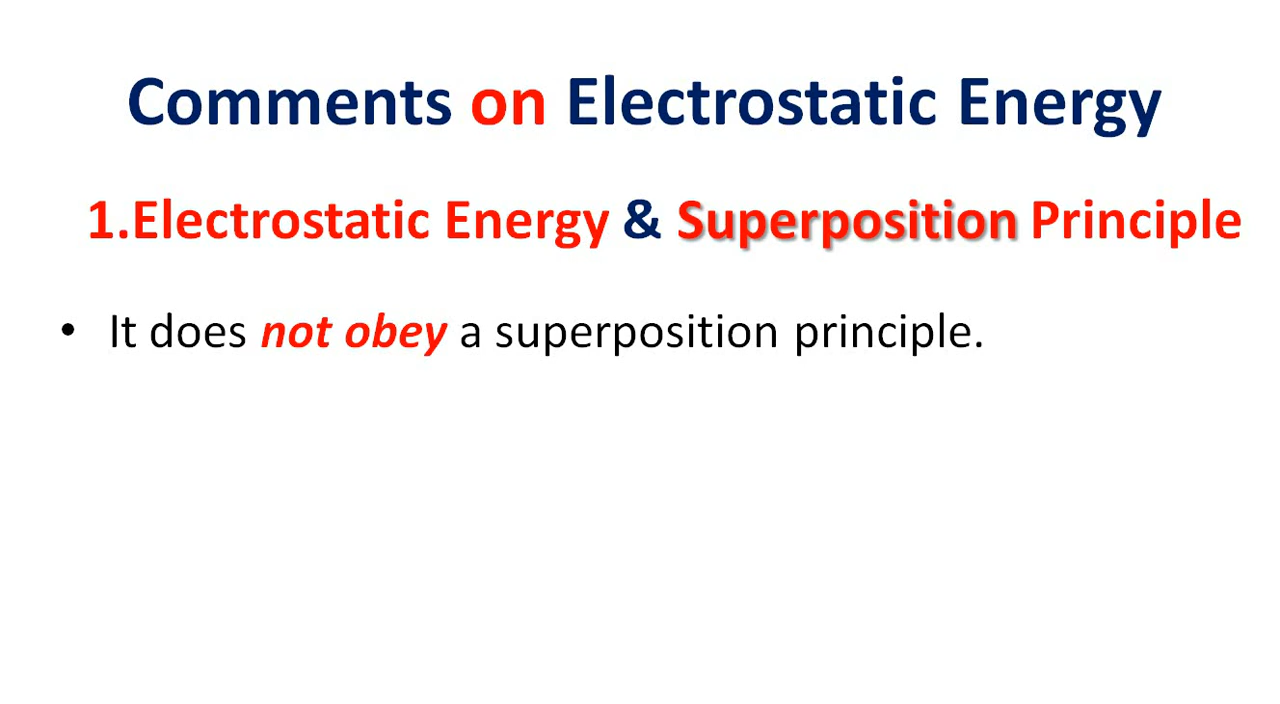 Comments on Electrostatic Energy
1.Electrostatic Energy & Superposition Principle
• It does not obey a superposition principle.